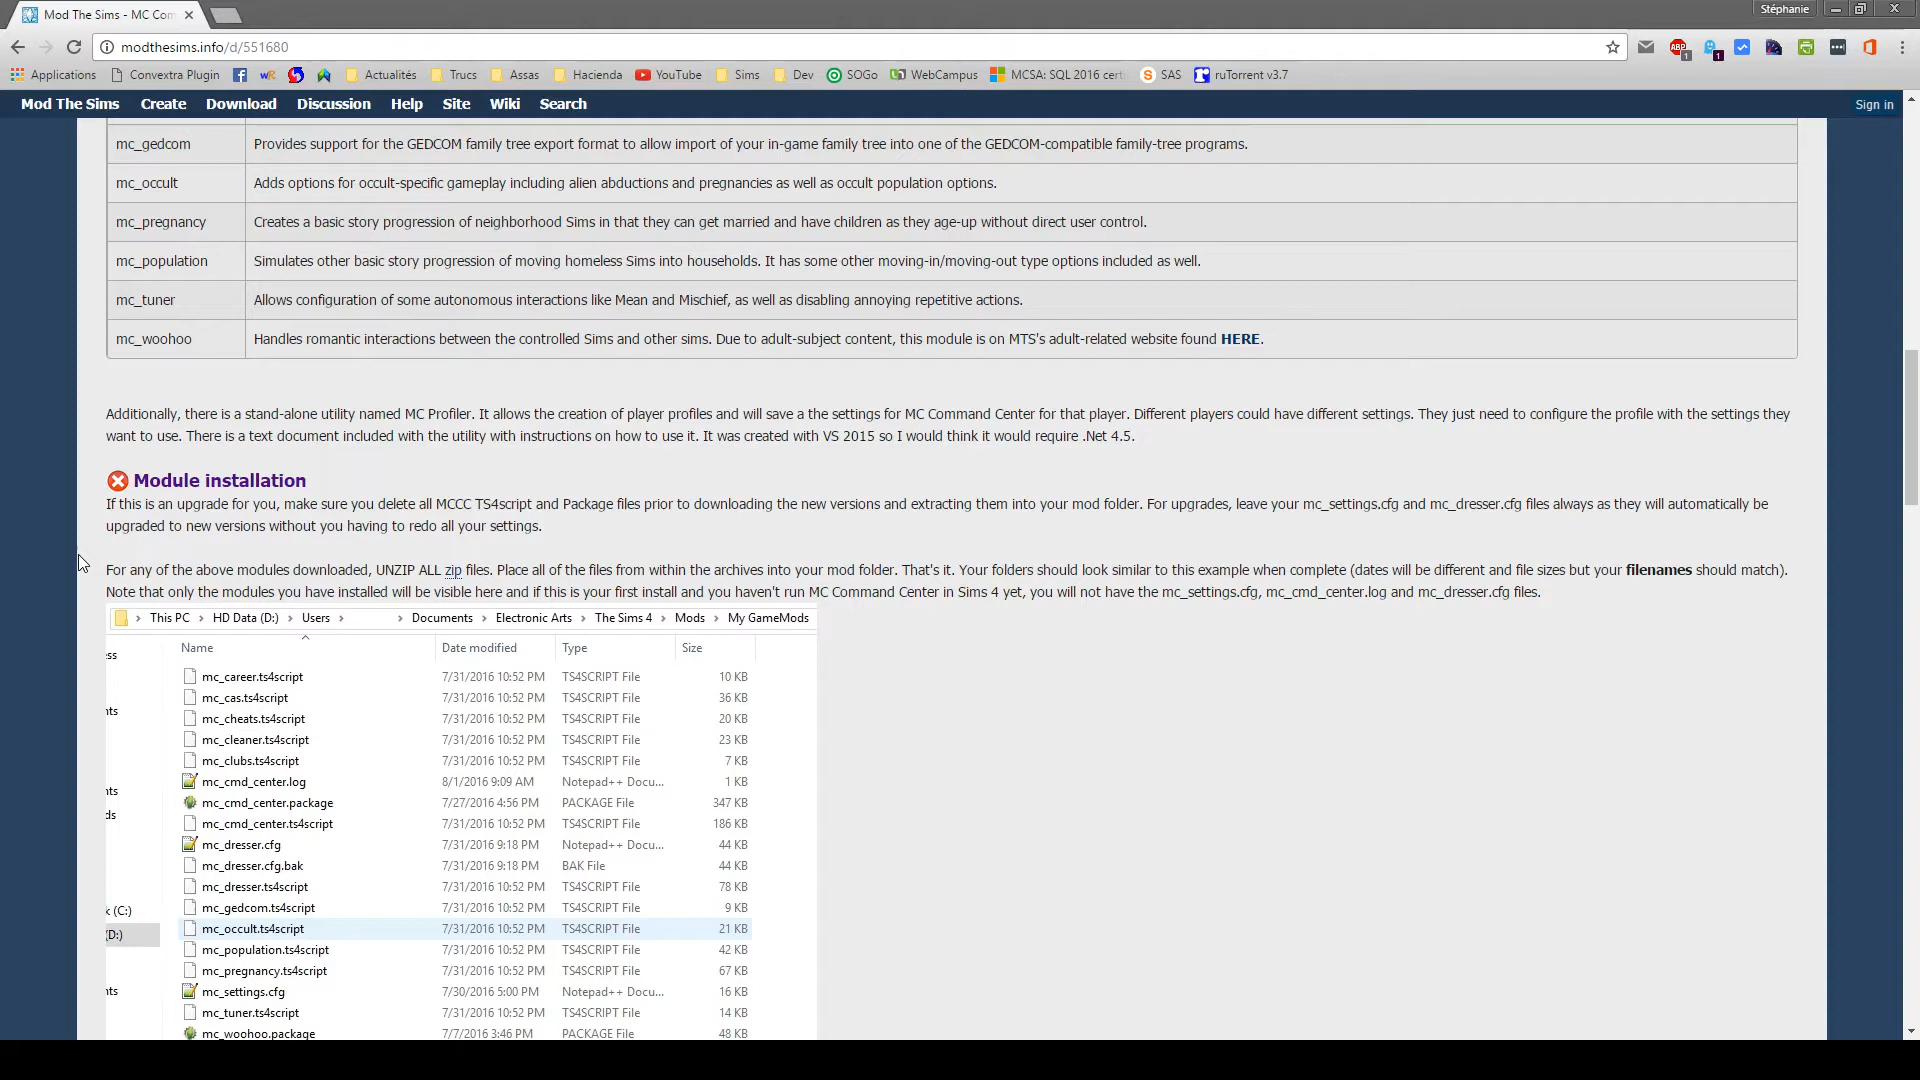 Mod The Sims - MC Com
Stéphanie
modthesims.info/d/551680
Applications Convextra Plugin Actualités Trucs Assas Hacienda YouTube Sims Dev SOGo WebCampus MCSA: SQL 2016 cert SAS ruTorrent v3.7
Mod The Sims Create Download Discussion Help Site Wiki Search Sign in
mc_gedcom Provides support for the GEDCOM family tree export format to allow import of your in-game family tree into one of the GEDCOM-compatible family-tree programs.
mc_occult Adds options for occult-specific gameplay including alien abductions and pregnancies as well as occult population options.
mc_pregnancy Creates a basic story progression of neighborhood Sims in that they can get married and have children as they age-up without direct user control.
mc_population Simulates other basic story progression of moving homeless Sims into households. It has some other moving-in/moving-out type options included as well.
mc_tuner Allows configuration of some autonomous interactions like Mean and Mischief, as well as disabling annoying repetitive actions.
mc_woohoo Handles romantic interactions between the controlled Sims and other sims. Due to adult-subject content, this module is on MTS's adult-related website found HERE.
Additionally, there is a stand-alone utility named MC Profiler. It allows the creation of player profiles and will save a the settings for MC Command Center for that player. Different players could have different settings. They just need to configure the profile with the settings they
want to use. There is a text document included with the utility with instructions on how to use it. It was created with VS 2015 so I would think it would require .Net 4.5.
Module installation
If this is an upgrade for you, make sure you delete all MCCC TS4script and Package files prior to downloading the new versions and extracting them into your mod folder. For upgrades, leave your mc_settings.cfg and mc_dresser.cfg files always as they will automatically be
upgraded to new versions without you having to redo all your settings.
For any of the above modules downloaded, UNZIP ALL zip files. Place all of the files from within the archives into your mod folder. That's it. Your folders should look similar to this example when complete (dates will be different and file sizes but your filenames should match).
Note that only the modules you have installed will be visible here and if this is your first install and you haven't run MC Command Center in Sims 4 yet, you will not have the mc_settings.cfg, mc_cmd_center.log and mc_dresser.cfg files.
This PC HD Data (D:) Users Documents Electronic Arts The Sims 4 Mods My GameMods
Name Date modified Type Size
ess
mc_career.ts4script 7/31/2016 10:52 PM TS4SCRIPT File 10 KB
mc_cas.ts4script 7/31/2016 10:52 PM TS4SCRIPT File 36 KB
nts
mc_cheats.ts4script 7/31/2016 10:52 PM TS4SCRIPT File 20 KB
mc_cleaner.ts4script 7/31/2016 10:52 PM TS4SCRIPT File 23 KB
mc_clubs.ts4script 7/31/2016 10:52 PM TS4SCRIPT File 7 KB
mc_cmd_center.log 8/1/2016 9:09 AM Notepad++ Docu... 1 KB
nts
mc_cmd_center.package 7/27/2016 4:56 PM PACKAGE File 347 KB
ds
mc_cmd_center.ts4script 7/31/2016 10:52 PM TS4SCRIPT File 186 KB
mc_dresser.cfg 7/31/2016 9:18 PM Notepad++ Docu... 44 KB
mc_dresser.cfg.bak 7/31/2016 9:18 PM BAK File 44 KB
mc_dresser.ts4script 7/31/2016 10:52 PM TS4SCRIPT File 78 KB
k (C:) mc_gedcom.ts4script 7/31/2016 10:52 PM TS4SCRIPT File 9 KB
(D:) mc_occult.ts4script 7/31/2016 10:52 PM TS4SCRIPT File 21 KB
mc_population.ts4script 7/31/2016 10:52 PM TS4SCRIPT File 42 KB
mc_pregnancy.ts4script 7/31/2016 10:52 PM TS4SCRIPT File 67 KB
nts mc_settings.cfg 7/30/2016 5:00 PM Notepad++ Docu... 16 KB
mc_tuner.ts4script 7/31/2016 10:52 PM TS4SCRIPT File 14 KB
mc_woohoo.package 7/7/2016 3:46 PM PACKAGE File 48 KB